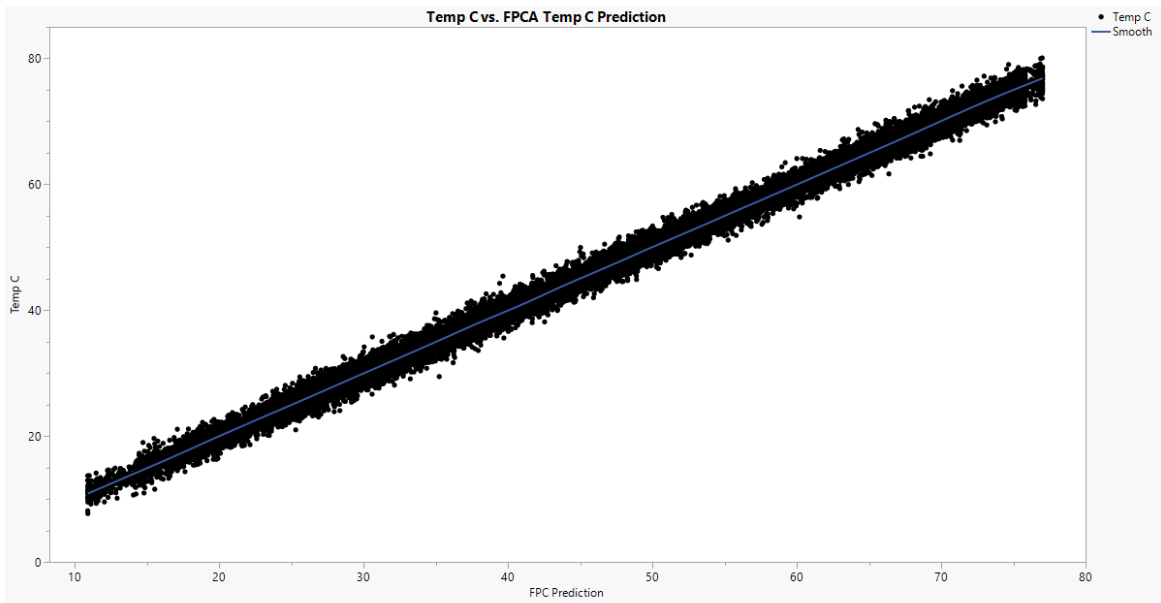 Temp C vs. FPCA Temp C Prediction
Temp C
Smooth
80
60
40
20
0
Temp C
10 20 30 40 50 60 70 80
FPC Prediction